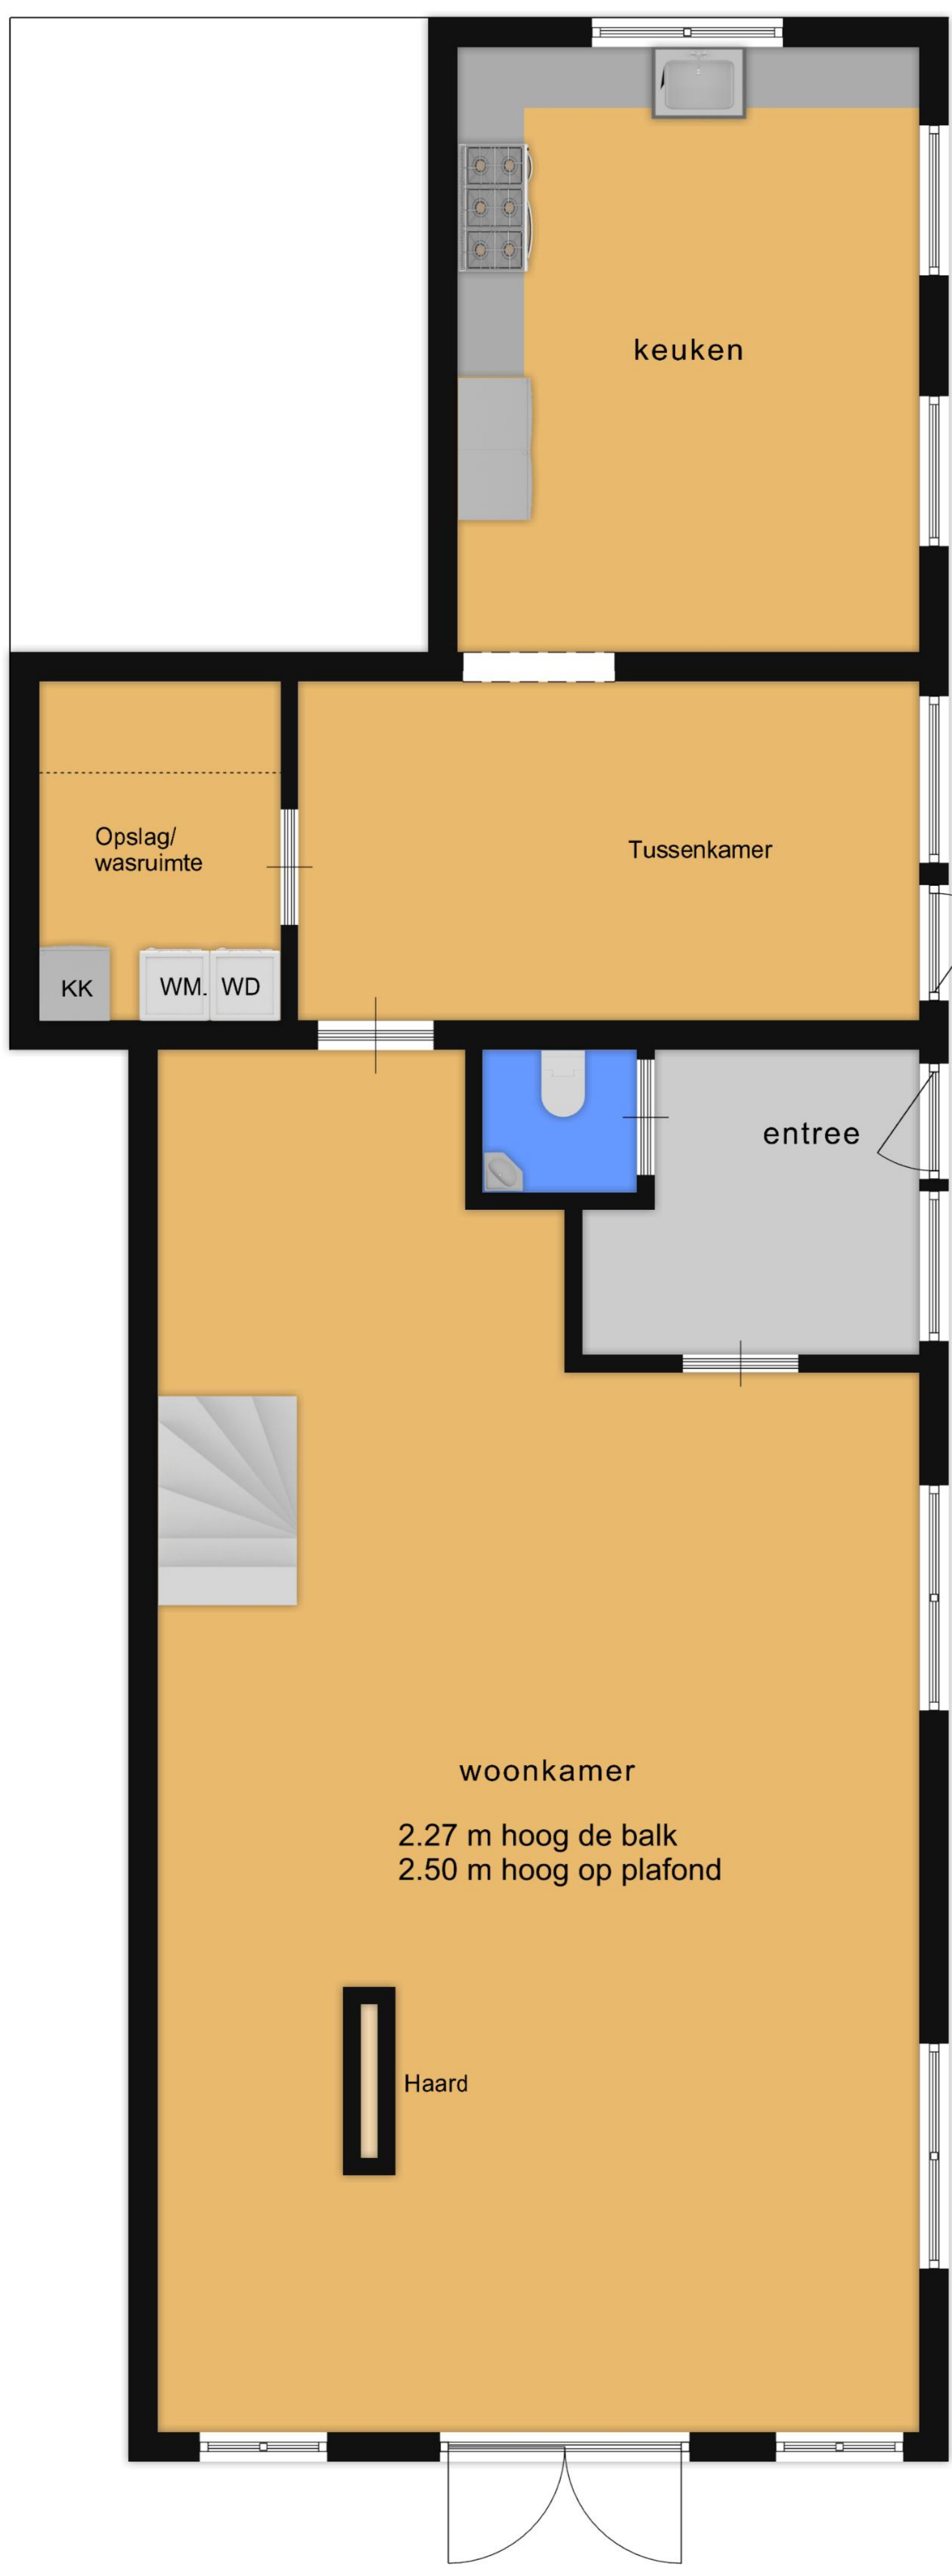 keuken
Opslag/
wasruimte
Tussenkamer
KK
WM. WD
entree
woonkamer
2.27 m hoog de balk
2.50 m hoog op plafond
Haard